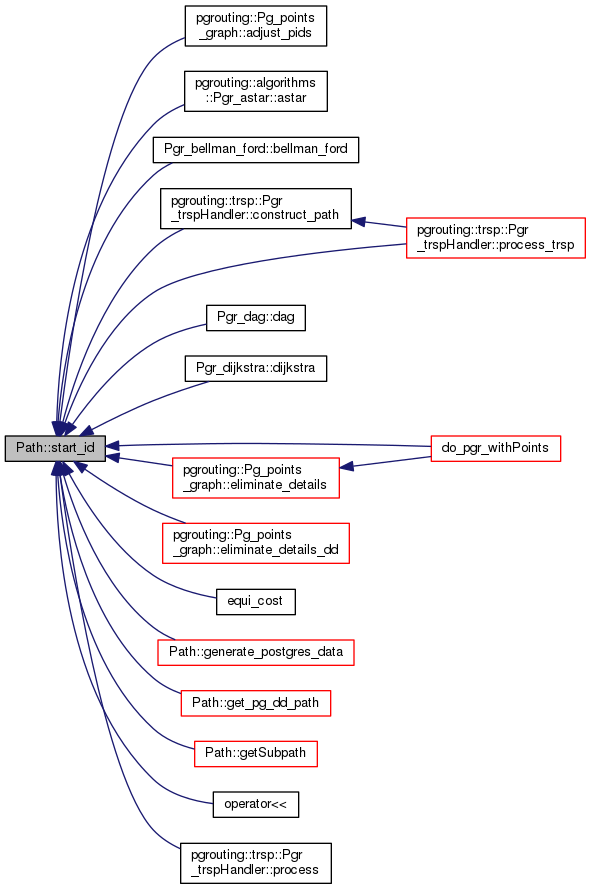 pgrouting::Pg_points
_graph::adjust_pids
pgrouting::algorithms
::Pgr_astar::astar
Pgr_bellman_ford::bellman_ford
pgrouting::trsp::Pgr
_trspHandler::construct_path
pgrouting::trsp::Pgr
_trspHandler::process_trsp
Pgr_dag::dag
Pgr_dijkstra::dijkstra
Path::start_id
do_pgr_withPoints
pgrouting::Pg_points
_graph::eliminate_details
pgrouting::Pg_points
_graph::eliminate_details_dd
equi_cost
Path::generate_postgres_data
Path::get_pg_dd_path
Path::getSubpath
operator<<
pgrouting::trsp::Pgr
_trspHandler::process